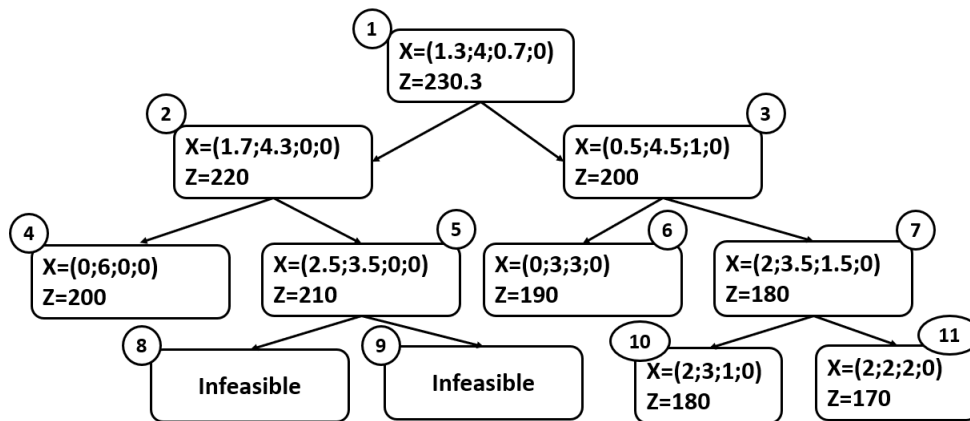 1
X=(1.3;4;0.7;0)
Z=230.3
2
X=(1.7;4.3;0;0)
Z=220
3
X=(0.5;4.5;1;0)
Z=200
4
X=(0;6;0;0)
Z=200
5
X=(2.5;3.5;0;0)
Z=210
6
X=(0;3;3;0)
Z=190
7
X=(2;3.5;1.5;0)
Z=180
8
Infeasible
9
Infeasible
10
X=(2;3;1;0)
Z=180
11
X=(2;2;2;0)
Z=170